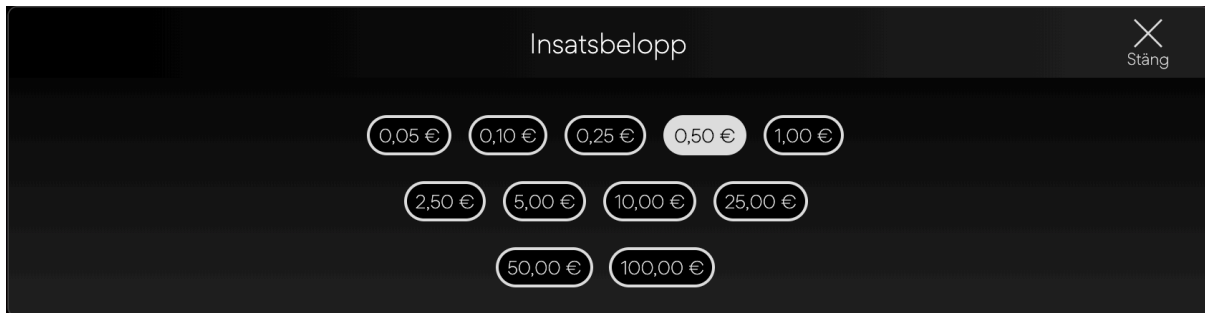 Insatsbelopp
Stäng
0,05 € 0,10 € 0,25 € 0,50 € 1,00 €
2,50 € 5,00 € 10,00 € 25,00 €
50,00 € 100,00 €